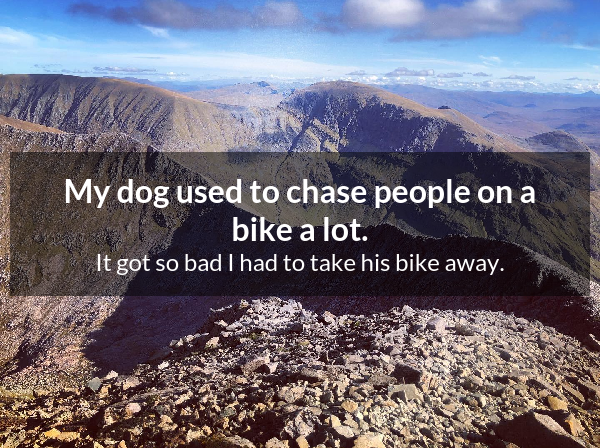 My dog used to chase people on a
bike a lot.
It got so bad I had to take his bike away.